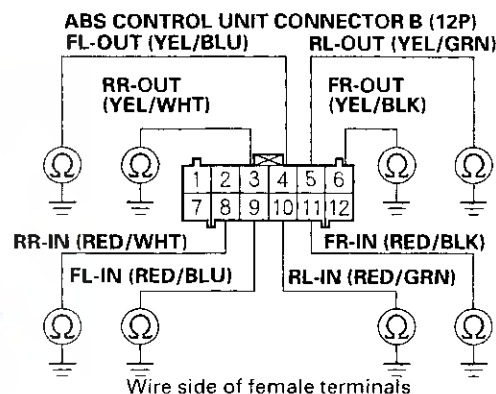 ABS CONTROL UNIT CONNECTOR B (12P)
FL-OUT (YEL/BLU) RL-OUT (YEL/GRN)
RR-OUT FR-OUT
(YEL/WHT) (YEL/BLK)
Ω Ω Ω Ω
1 2 3 4 5 6
7 8 9 10 11 12
RR-IN (RED/WHT) FR-IN (RED/BLK)
FL-IN (RED/BLU) RL-IN (RED/GRN)
Ω Ω Ω Ω
Wire side of female terminals